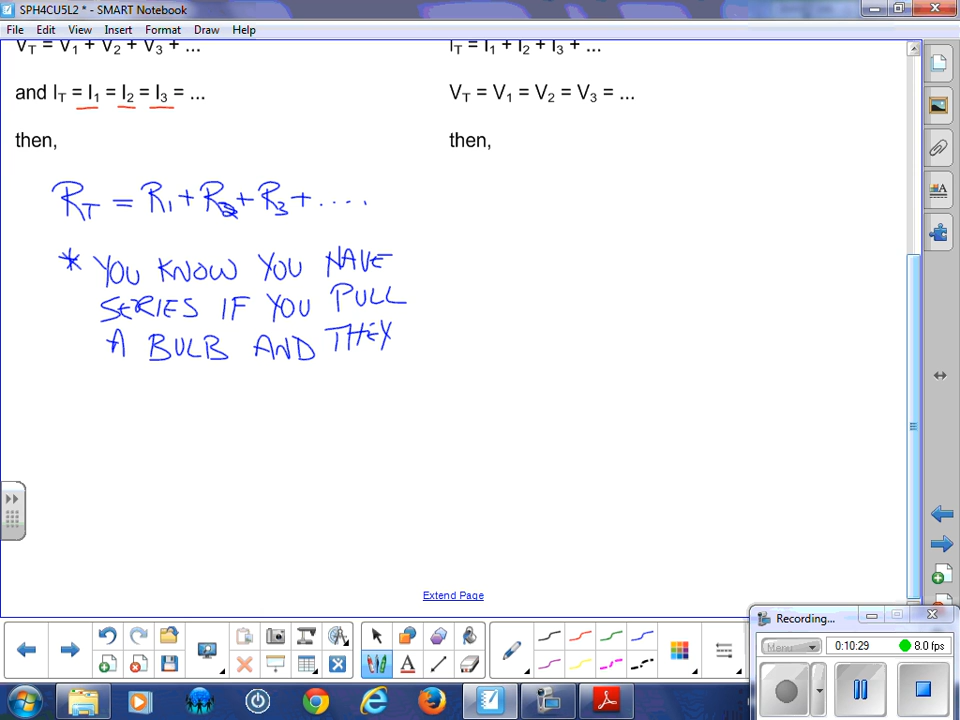 SPH4CU5L2 * - SMART Notebook
File Edit View Insert Format Draw Help
VT = V1 + V2 + V3 + ...
and IT = I1 = I2 = I3 = ...
then,
RT = R1 + R2 + R3 + ....
* YOU KNOW YOU HAVE
SERIES IF YOU PULL
A BULB AND THEY
IT = I1 + I2 + I3 + ...
VT = V1 = V2 = V3 = ...
then,
Extend Page
Recording...
Menu
0:10:29
8.0 fps